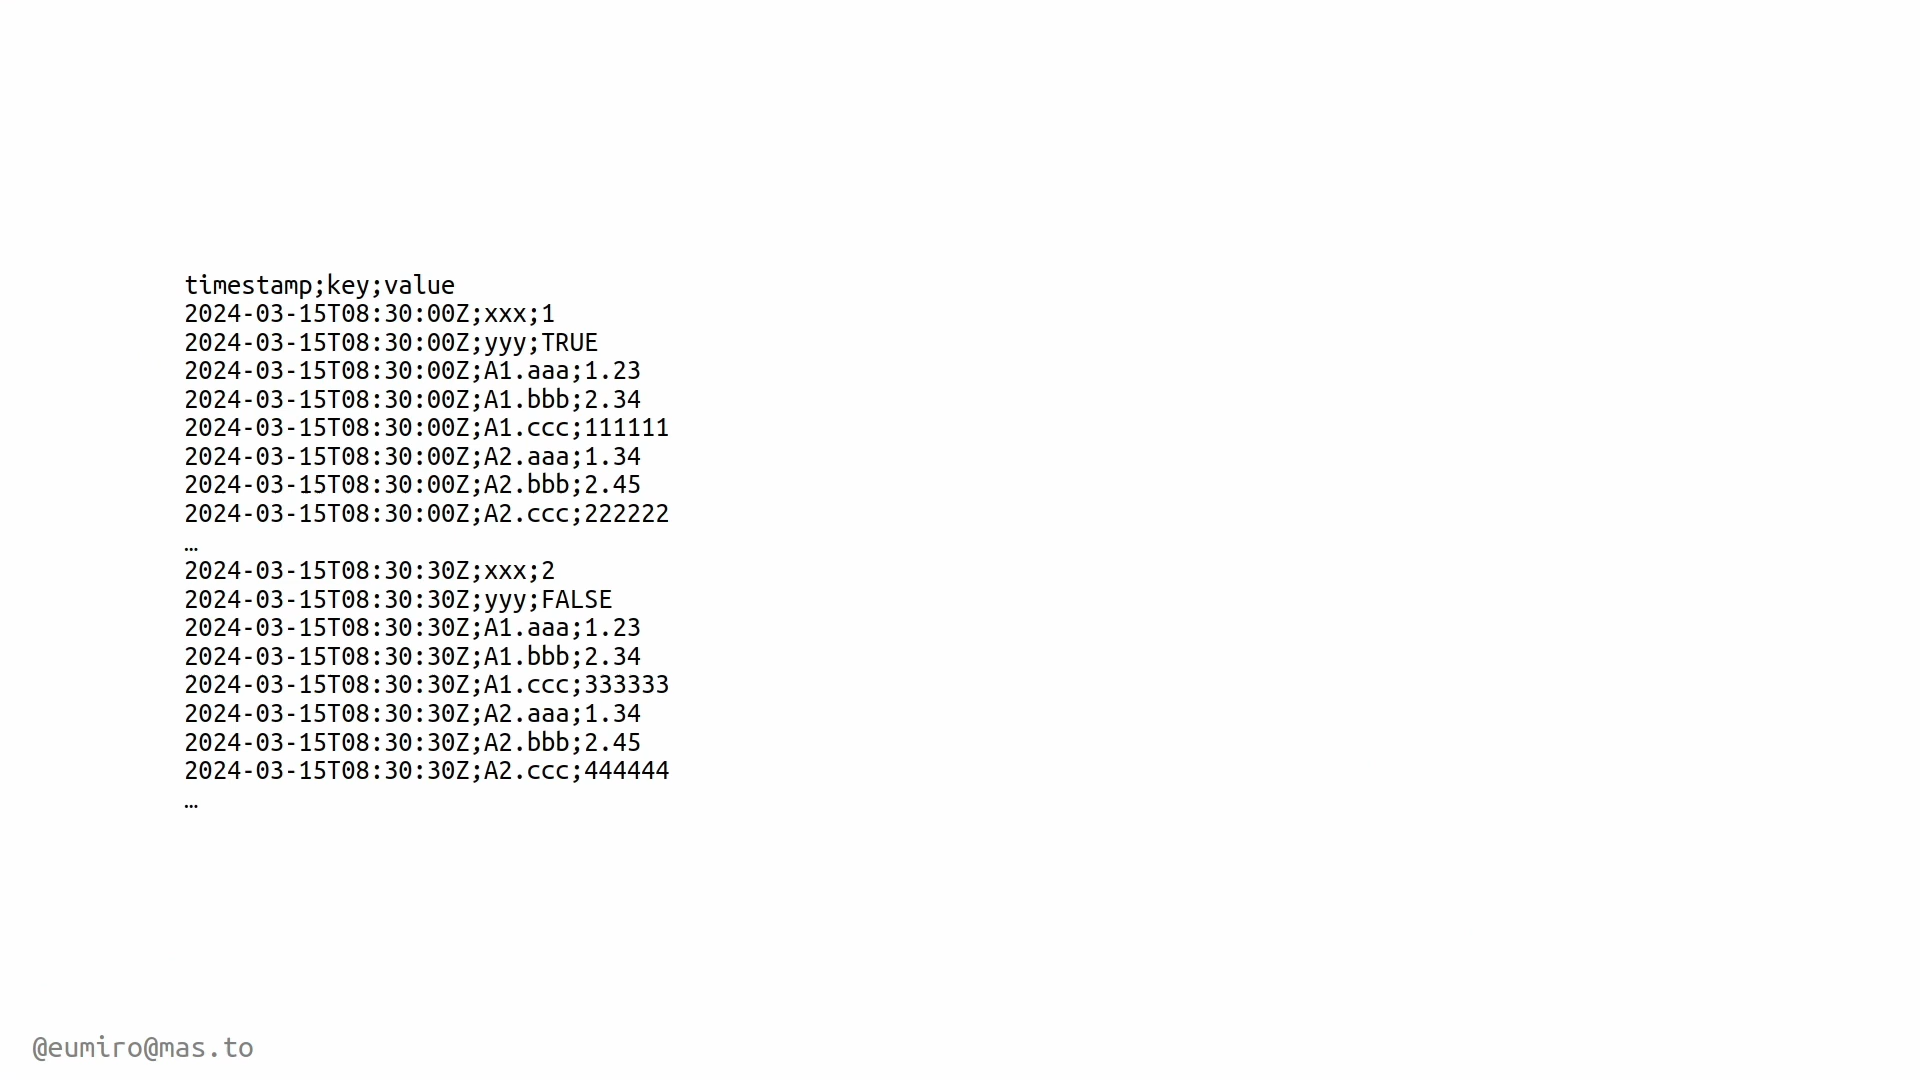 timestamp;key;value
2024-03-15T08:30:00Z;xxx;1
2024-03-15T08:30:00Z;yyy;TRUE
2024-03-15T08:30:00Z;A1.aaa;1.23
2024-03-15T08:30:00Z;A1.bbb;2.34
2024-03-15T08:30:00Z;A1.ccc;111111
2024-03-15T08:30:00Z;A2.aaa;1.34
2024-03-15T08:30:00Z;A2.bbb;2.45
2024-03-15T08:30:00Z;A2.ccc;222222
…
2024-03-15T08:30:30Z;xxx;2
2024-03-15T08:30:30Z;yyy;FALSE
2024-03-15T08:30:30Z;A1.aaa;1.23
2024-03-15T08:30:30Z;A1.bbb;2.34
2024-03-15T08:30:30Z;A1.ccc;333333
2024-03-15T08:30:30Z;A2.aaa;1.34
2024-03-15T08:30:30Z;A2.bbb;2.45
2024-03-15T08:30:30Z;A2.ccc;444444
…
@eumiro@mas.to